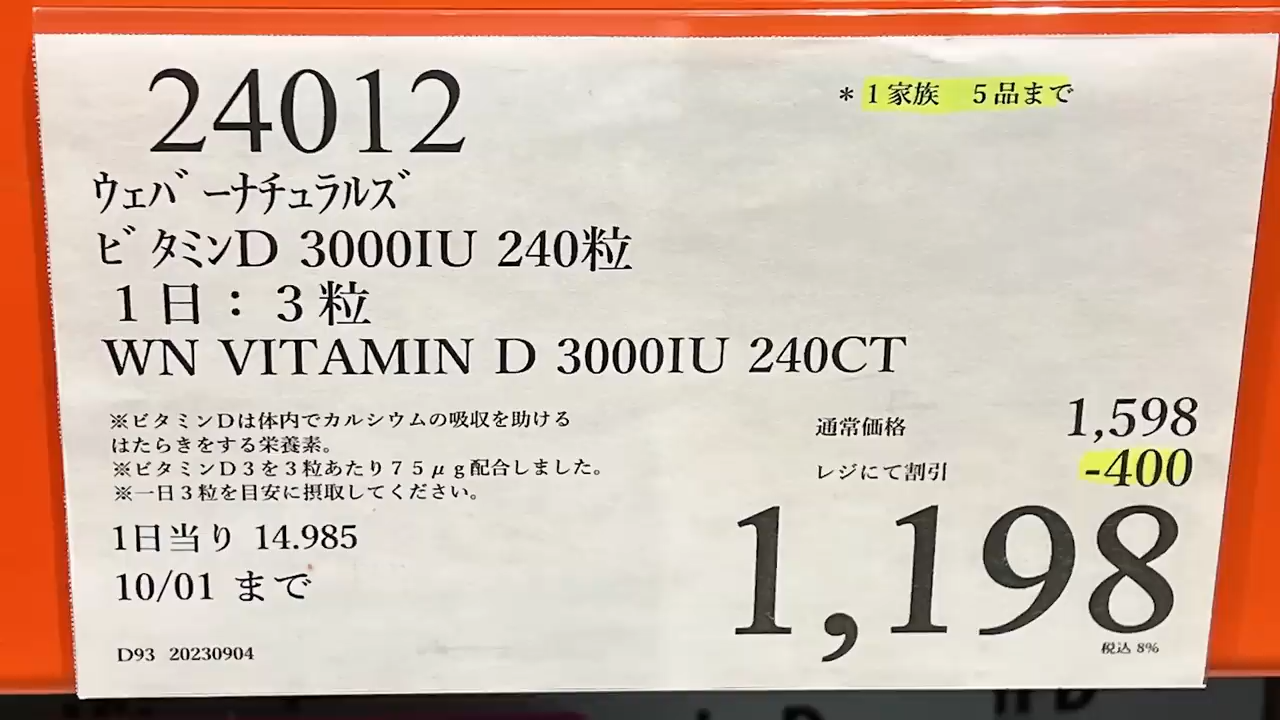 24012
＊1家族　5品まで
ｳｪﾊﾞｰﾅﾁｭﾗﾙｽﾞ
ﾋﾞﾀﾐﾝD 3000IU 240粒
１日：３粒
WN VITAMIN D 3000IU 240CT
※ビタミンＤは体内でカルシウムの吸収を助ける
はたらきをする栄養素。
※ビタミンＤ３を３粒あたり７５μg配合しました。
※一日３粒を目安に摂取してください。
通常価格 1,598
レジにて割引 -400
1,198
税込 8%
1日当り 14.985
10/01 まで
D93 20230904